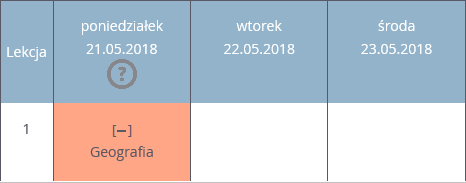 Lekcja
poniedziałek
21.05.2018
?
wtorek
22.05.2018
środa
23.05.2018
1
[–]
Geografia